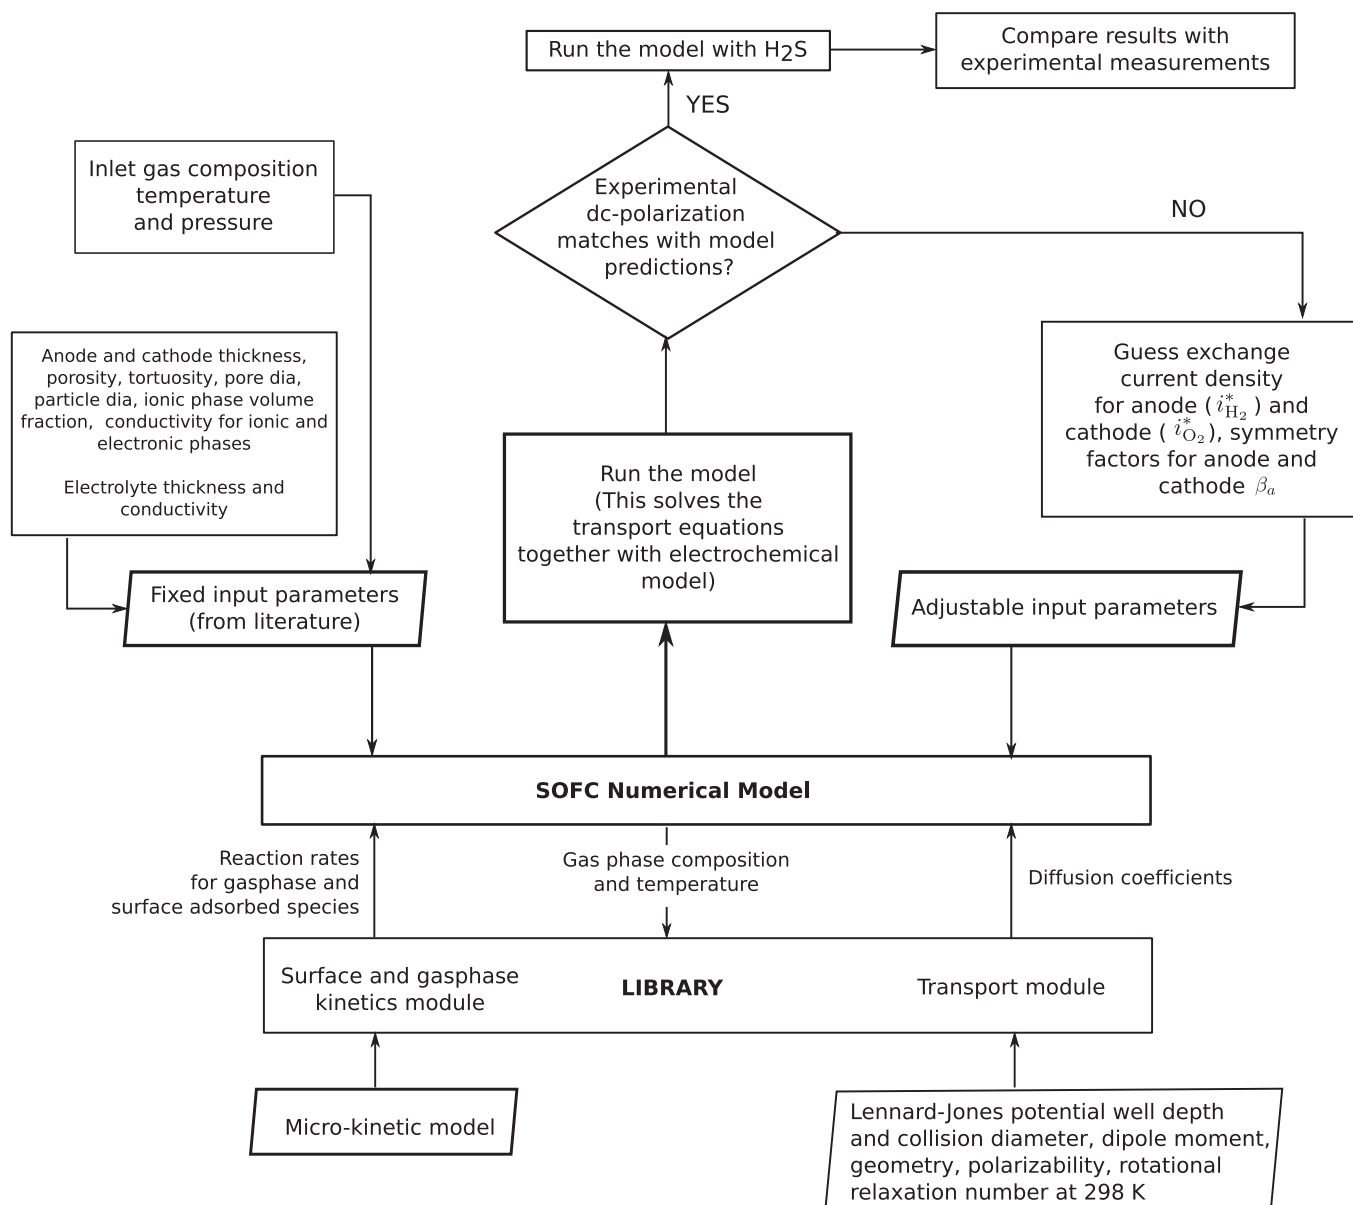 Run the model with H2S
Compare results with
experimental measurements
YES
Inlet gas composition
temperature
and pressure
Experimental
dc-polarization
matches with model
predictions?
NO
Anode and cathode thickness,
porosity, tortuosity, pore dia,
particle dia, ionic phase volume
fraction, conductivity for ionic and
electronic phases
Electrolyte thickness and
conductivity
Guess exchange
current density
for anode ( i*H2 ) and
cathode ( i*O2), symmetry
factors for anode and
cathode βa
Run the model
(This solves the
transport equations
together with electrochemical
model)
Fixed input parameters
(from literature)
Adjustable input parameters
SOFC Numerical Model
Reaction rates
for gasphase and
surface adsorbed species
Gas phase composition
and temperature
Diffusion coefficients
Surface and gasphase
kinetics module
LIBRARY
Transport module
Micro-kinetic model
Lennard-Jones potential well depth
and collision diameter, dipole moment,
geometry, polarizability, rotational
relaxation number at 298 K